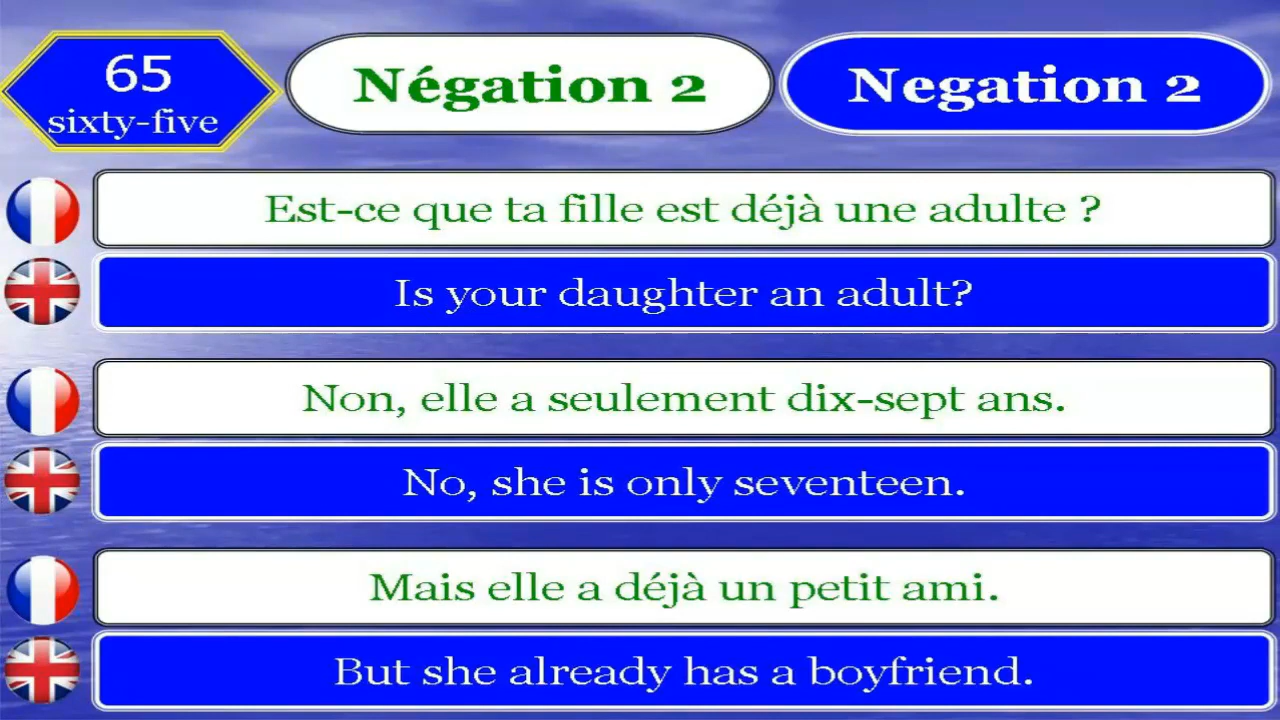 65
sixty-five
Négation 2
Negation 2
Est-ce que ta fille est déjà une adulte ?
Is your daughter an adult?
Non, elle a seulement dix-sept ans.
No, she is only seventeen.
Mais elle a déjà un petit ami.
But she already has a boyfriend.